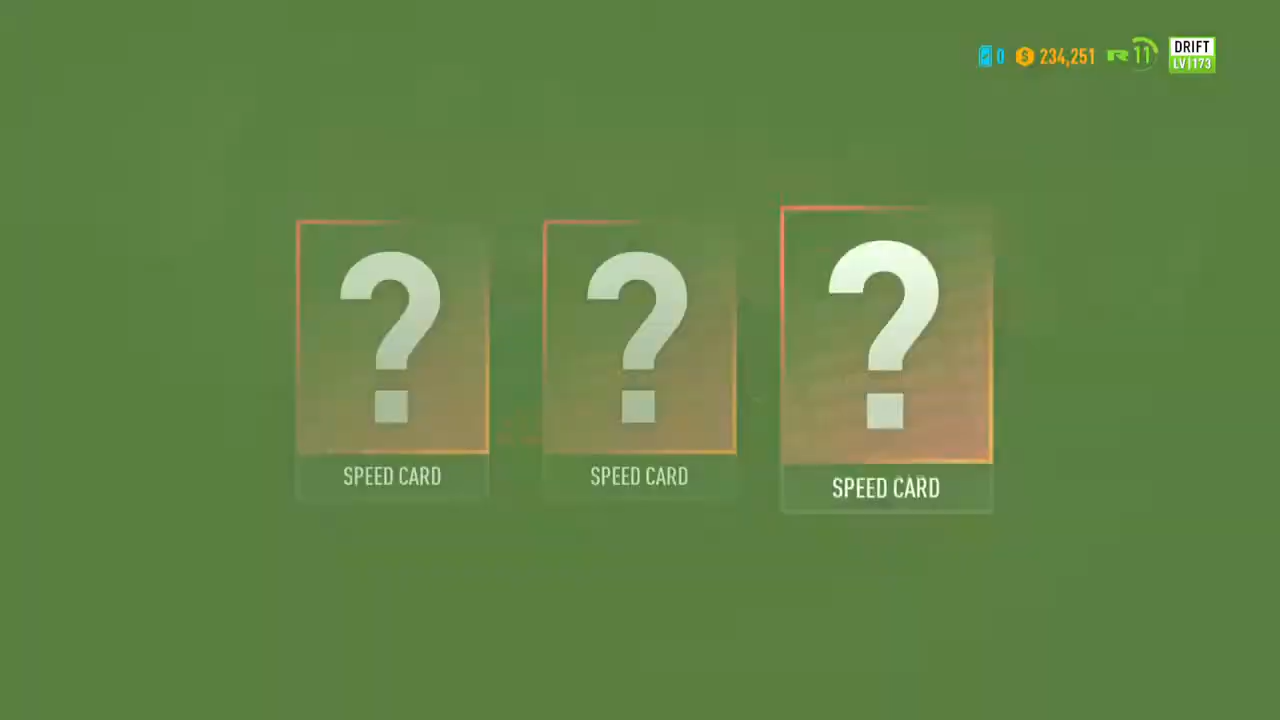 0 234,251 R 11 DRIFT
LV|173
? ? ?
SPEED CARD SPEED CARD SPEED CARD